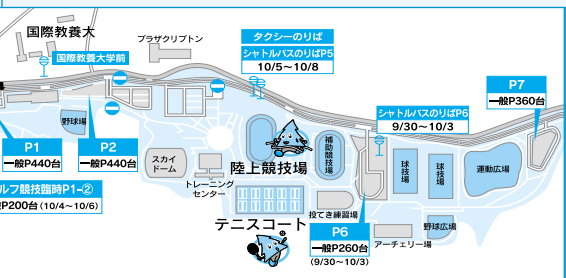 国際教養大
プラザクリプトン
国際教養大学前
タクシーのりば
シャトルバスのりばP5
10/5〜10/8
P7
一般P360台
シャトルバスのりばP6
9/30〜10/3
野球場
P1
一般P440台
P2
一般P440台
スカイ
ドーム
トレーニング
センター
陸上競技場
補助競技場
球技場
球技場
運動広場
ルフ競技臨時P1-②
P200台(10/4〜10/6)
テニスコート
投てき練習場
P6
一般P260台
(9/30〜10/3)
アーチェリー場
野球広場